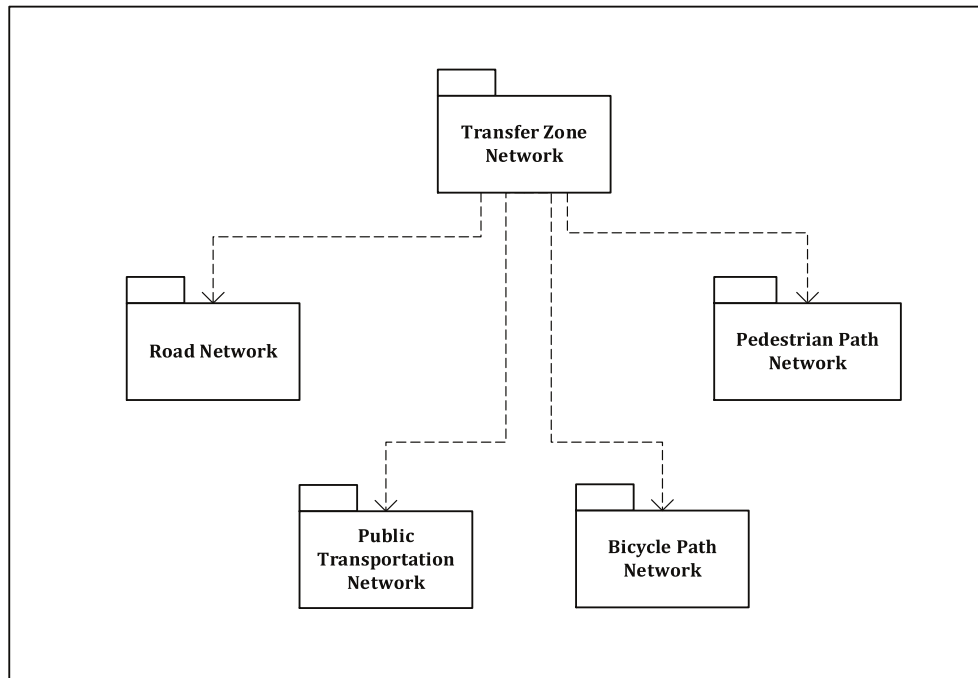 Transfer Zone
Network
Road Network
Pedestrian Path
Network
Public
Transportation
Network
Bicycle Path
Network